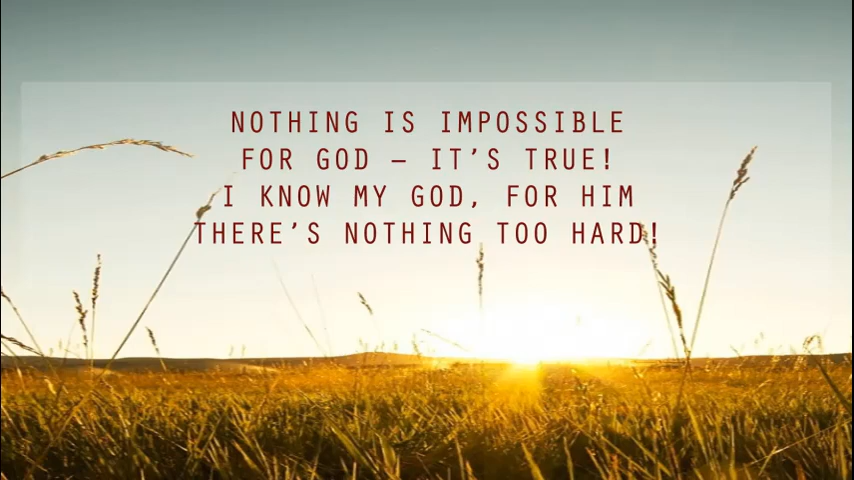 NOTHING IS IMPOSSIBLE
FOR GOD – IT’S TRUE!
I KNOW MY GOD, FOR HIM
THERE’S NOTHING TOO HARD!